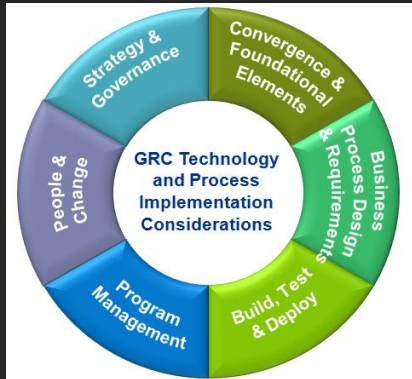 GRC Technology
and Process
Implementation
Considerations
Strategy &
Governance
Convergence &
Foundational
Elements
Business
Process Design
& Requirements
Build, Test
& Deploy
Program
Management
People &
Change